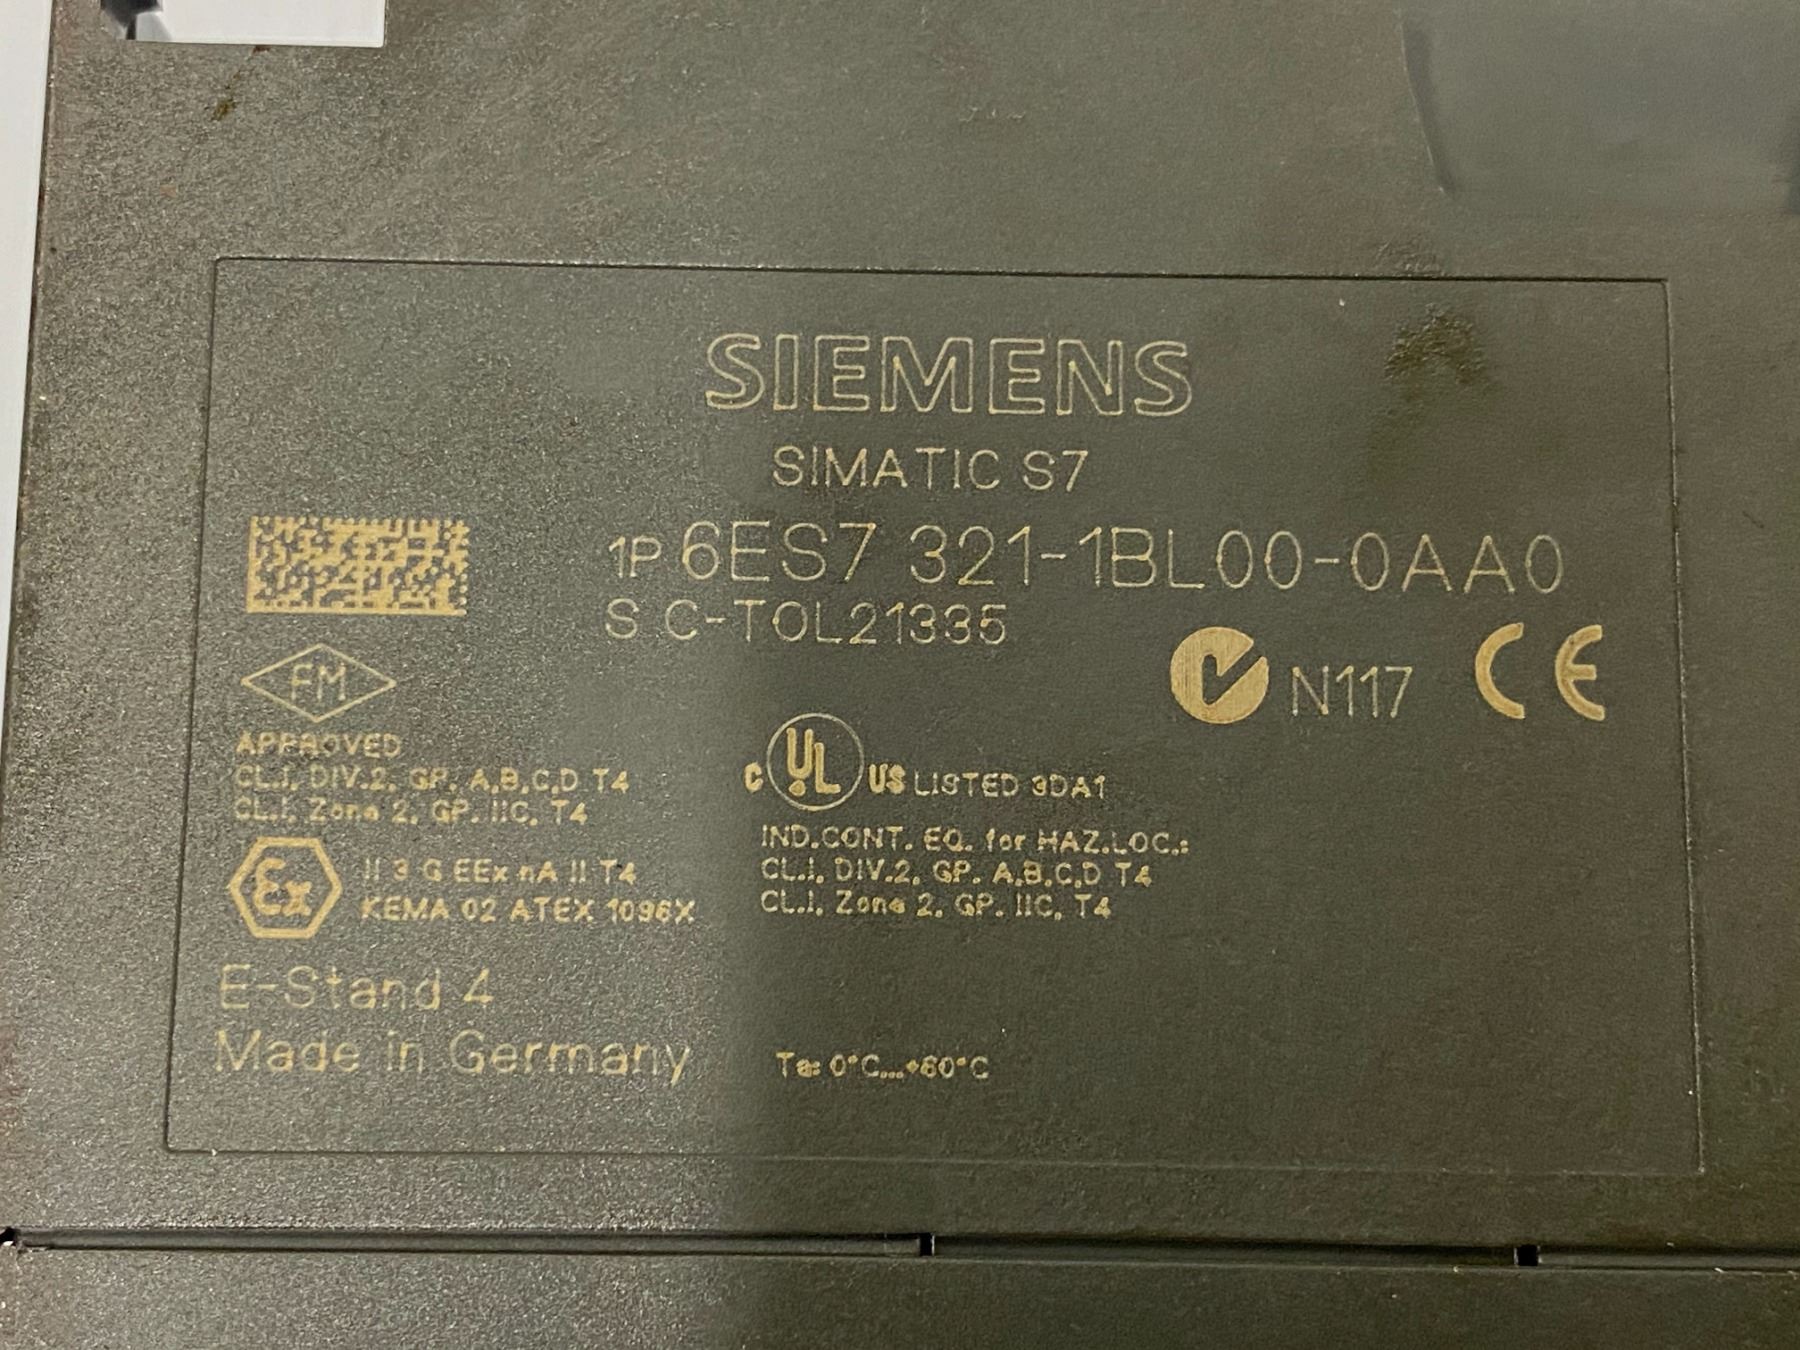 SIEMENS
SIMATIC S7
1P 6ES7 321-1BL00-0AA0
S C-T0L21335
N117 CE
FM
APPROVED
CL.I, DIV.2, GP. A,B,C,D T4
CL.I, Zone 2, GP. IIC, T4
C UL US LISTED 3DA1
IND.CONT. EQ. for HAZ.LOC.:
CL.I, DIV.2, GP. A,B,C,D T4
CL.I, Zone 2, GP. IIC, T4
Ex II 3 G EEx nA II T4
KEMA 02 ATEX 1096X
E-Stand 4
Made in Germany
Ta: 0°C...+60°C